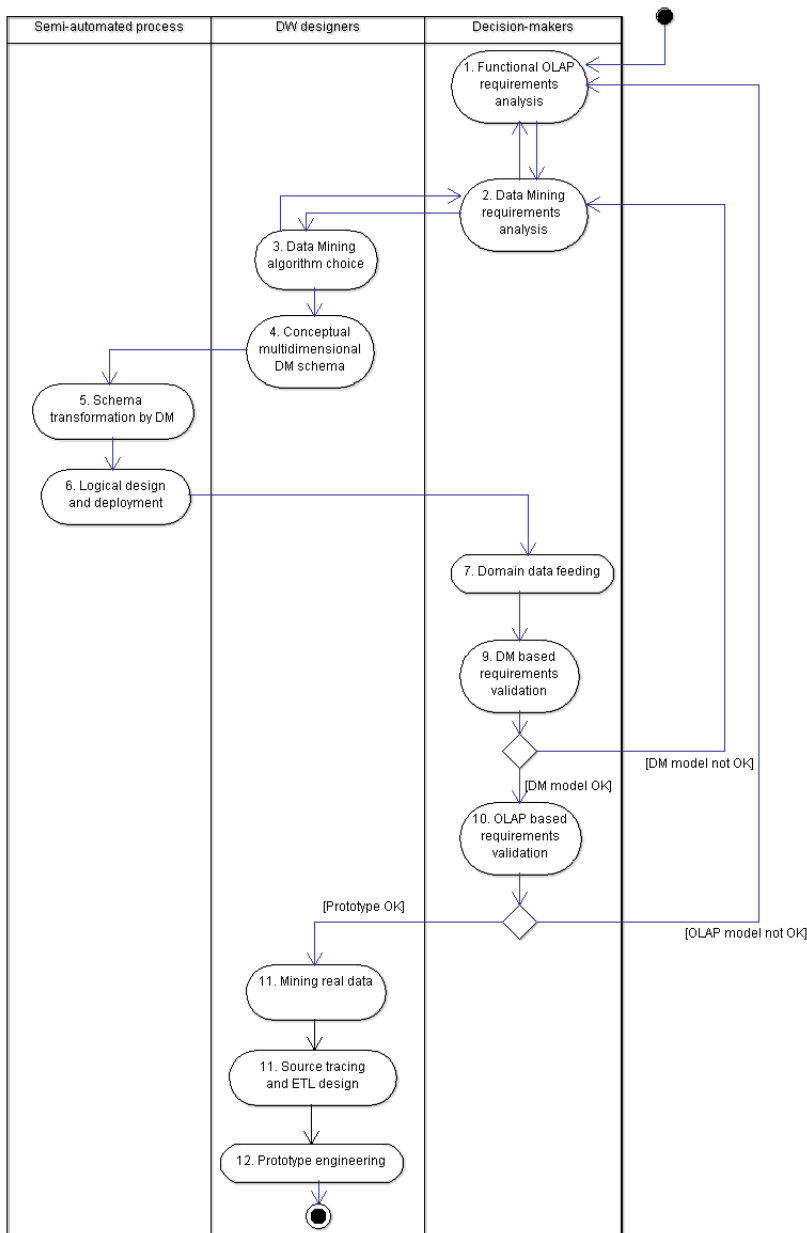 Semi-automated process
DW designers
Decision-makers
1. Functional OLAP
requirements
analysis
2. Data Mining
requirements
analysis
3. Data Mining
algorithm choice
4. Conceptual
multidimensional
DM schema
5. Schema
transformation by DM
6. Logical design
and deployment
7. Domain data feeding
9. DM based
requirements
validation
[DM model not OK]
[DM model OK]
10. OLAP based
requirements
validation
[Prototype OK]
[OLAP model not OK]
11. Mining real data
11. Source tracing
and ETL design
12. Prototype engineering